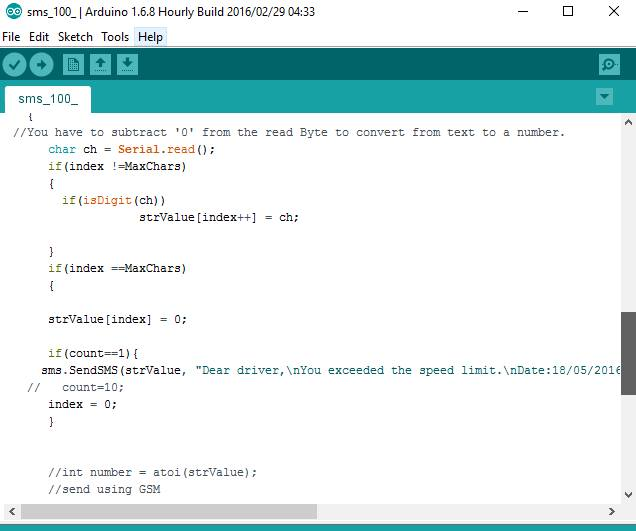 sms_100_ | Arduino 1.6.8 Hourly Build 2016/02/29 04:33
File Edit Sketch Tools Help
sms_100_
{
//You have to subtract '0' from the read Byte to convert from text to a number.
char ch = Serial.read();
if(index !=MaxChars)
{
if(isDigit(ch))
strValue[index++] = ch;
}
if(index ==MaxChars)
{
strValue[index] = 0;
if(count==1){
sms.SendSMS(strValue, "Dear driver,\nYou exceeded the speed limit.\nDate:18/05/2016
// count=10;
index = 0;
}
//int number = atoi(strValue);
//send using GSM